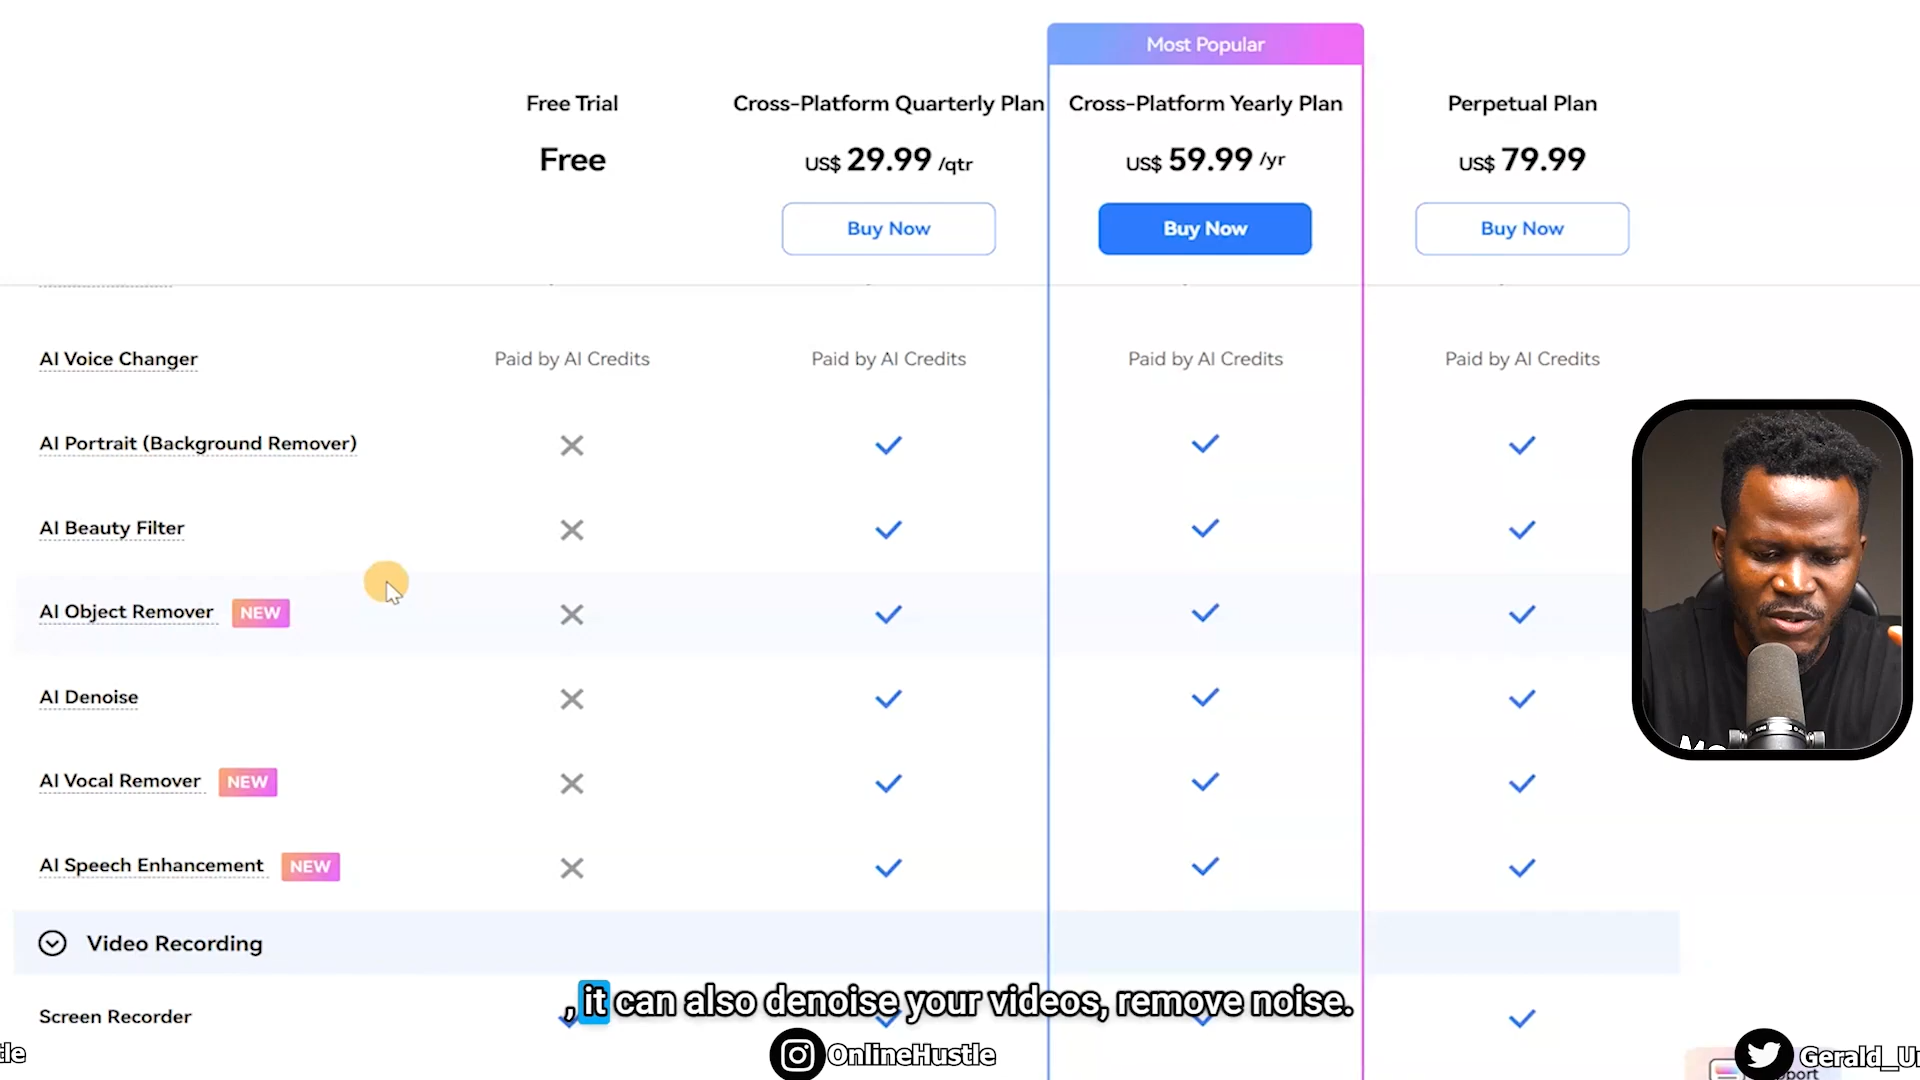 Most Popular
Free Trial
Cross-Platform Quarterly Plan
Cross-Platform Yearly Plan
Perpetual Plan
Free
US$ 29.99 /qtr
US$ 59.99 /yr
US$ 79.99
Buy Now
Buy Now
Buy Now
AI Voice Changer
Paid by AI Credits
Paid by AI Credits
Paid by AI Credits
Paid by AI Credits
AI Portrait (Background Remover)
AI Beauty Filter
AI Object Remover NEW
AI Denoise
AI Vocal Remover NEW
AI Speech Enhancement NEW
Video Recording
, it can also denoise your videos, remove noise.
Screen Recorder
OnlineHustle